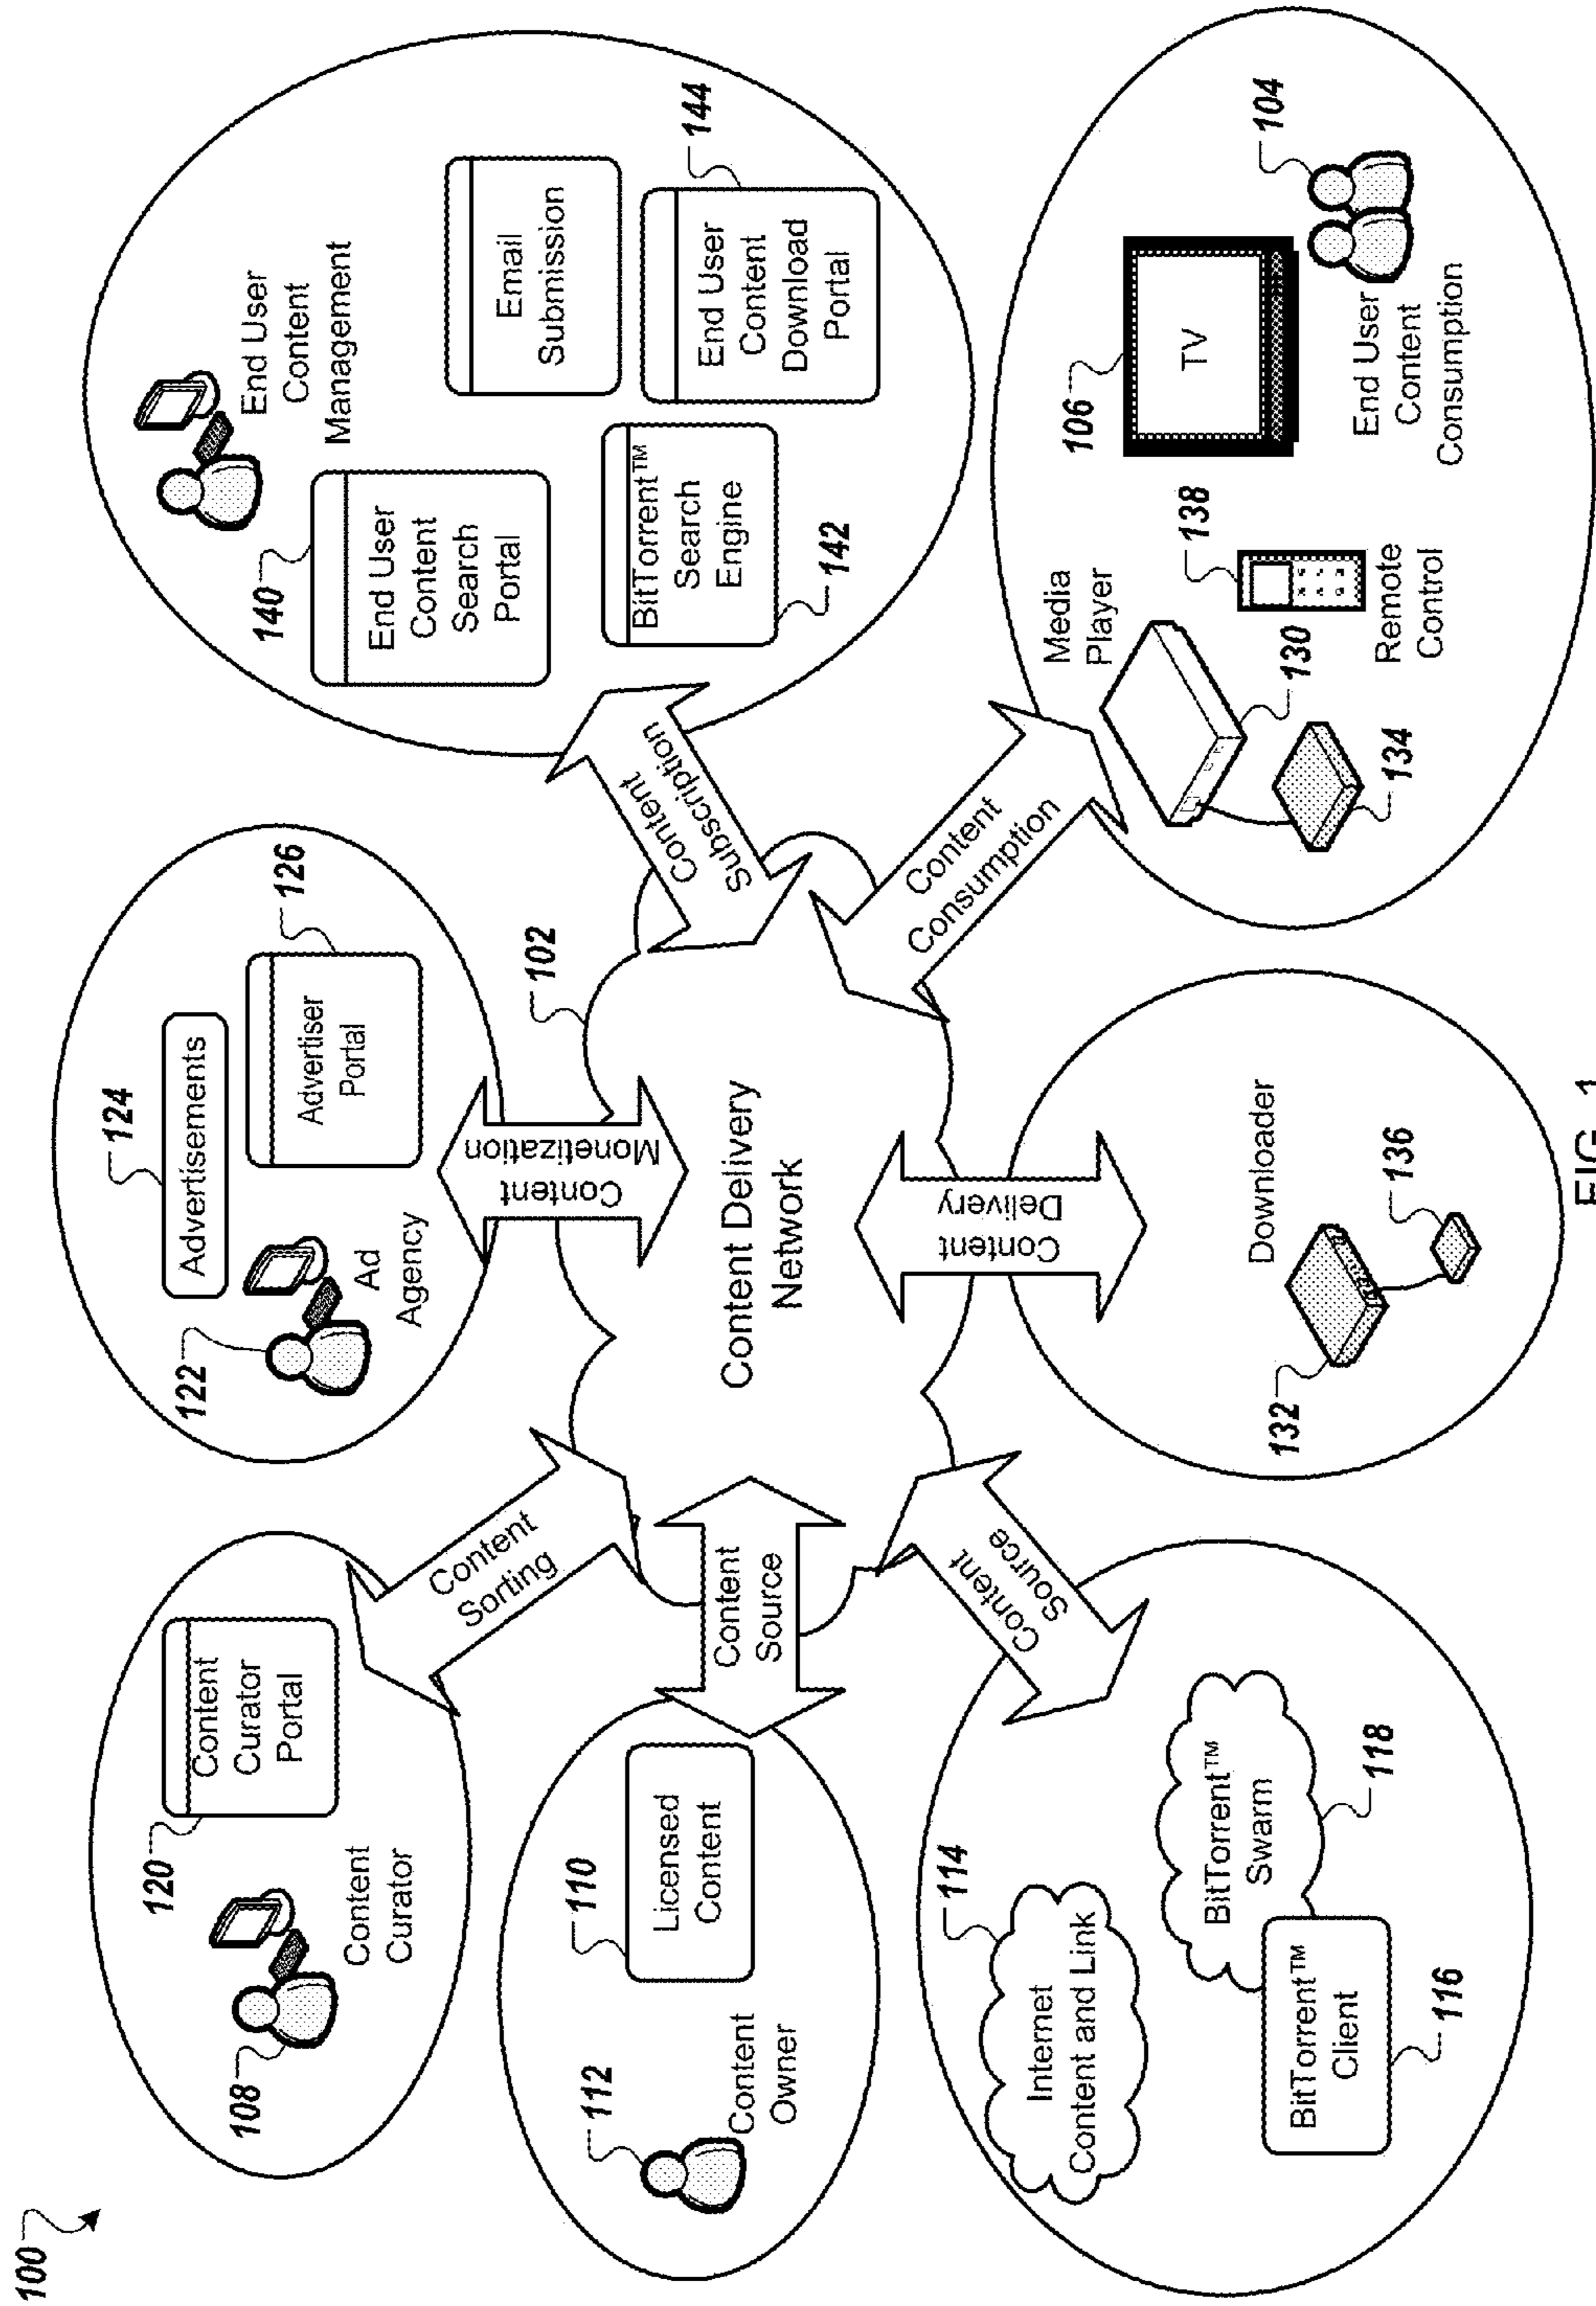 100
108
120
Content
Curator
Portal
Content
Curator
Content
Sorting
122
124
Advertisements
126
Advertiser
Portal
Ad
Agency
Content
Monetization
102
140
End User
Content
Search
Portal
End User
Content
Management
Email
Submission
BitTorrent™
Search
Engine
142
144
End User
Content
Download
Portal
Content
Subscription
112
Content
Owner
110
Licensed
Content
Content
Source
Content Delivery
Network
Content
Consumption
114
Internet
Content and Link
BitTorrent™
Swarm
118
BitTorrent™
Client
116
Content
Source
Content
Delivery
132
Downloader
136
Media
Player
138
130
134
Remote
Control
106
TV
104
End User
Content
Consumption
FIG. 1